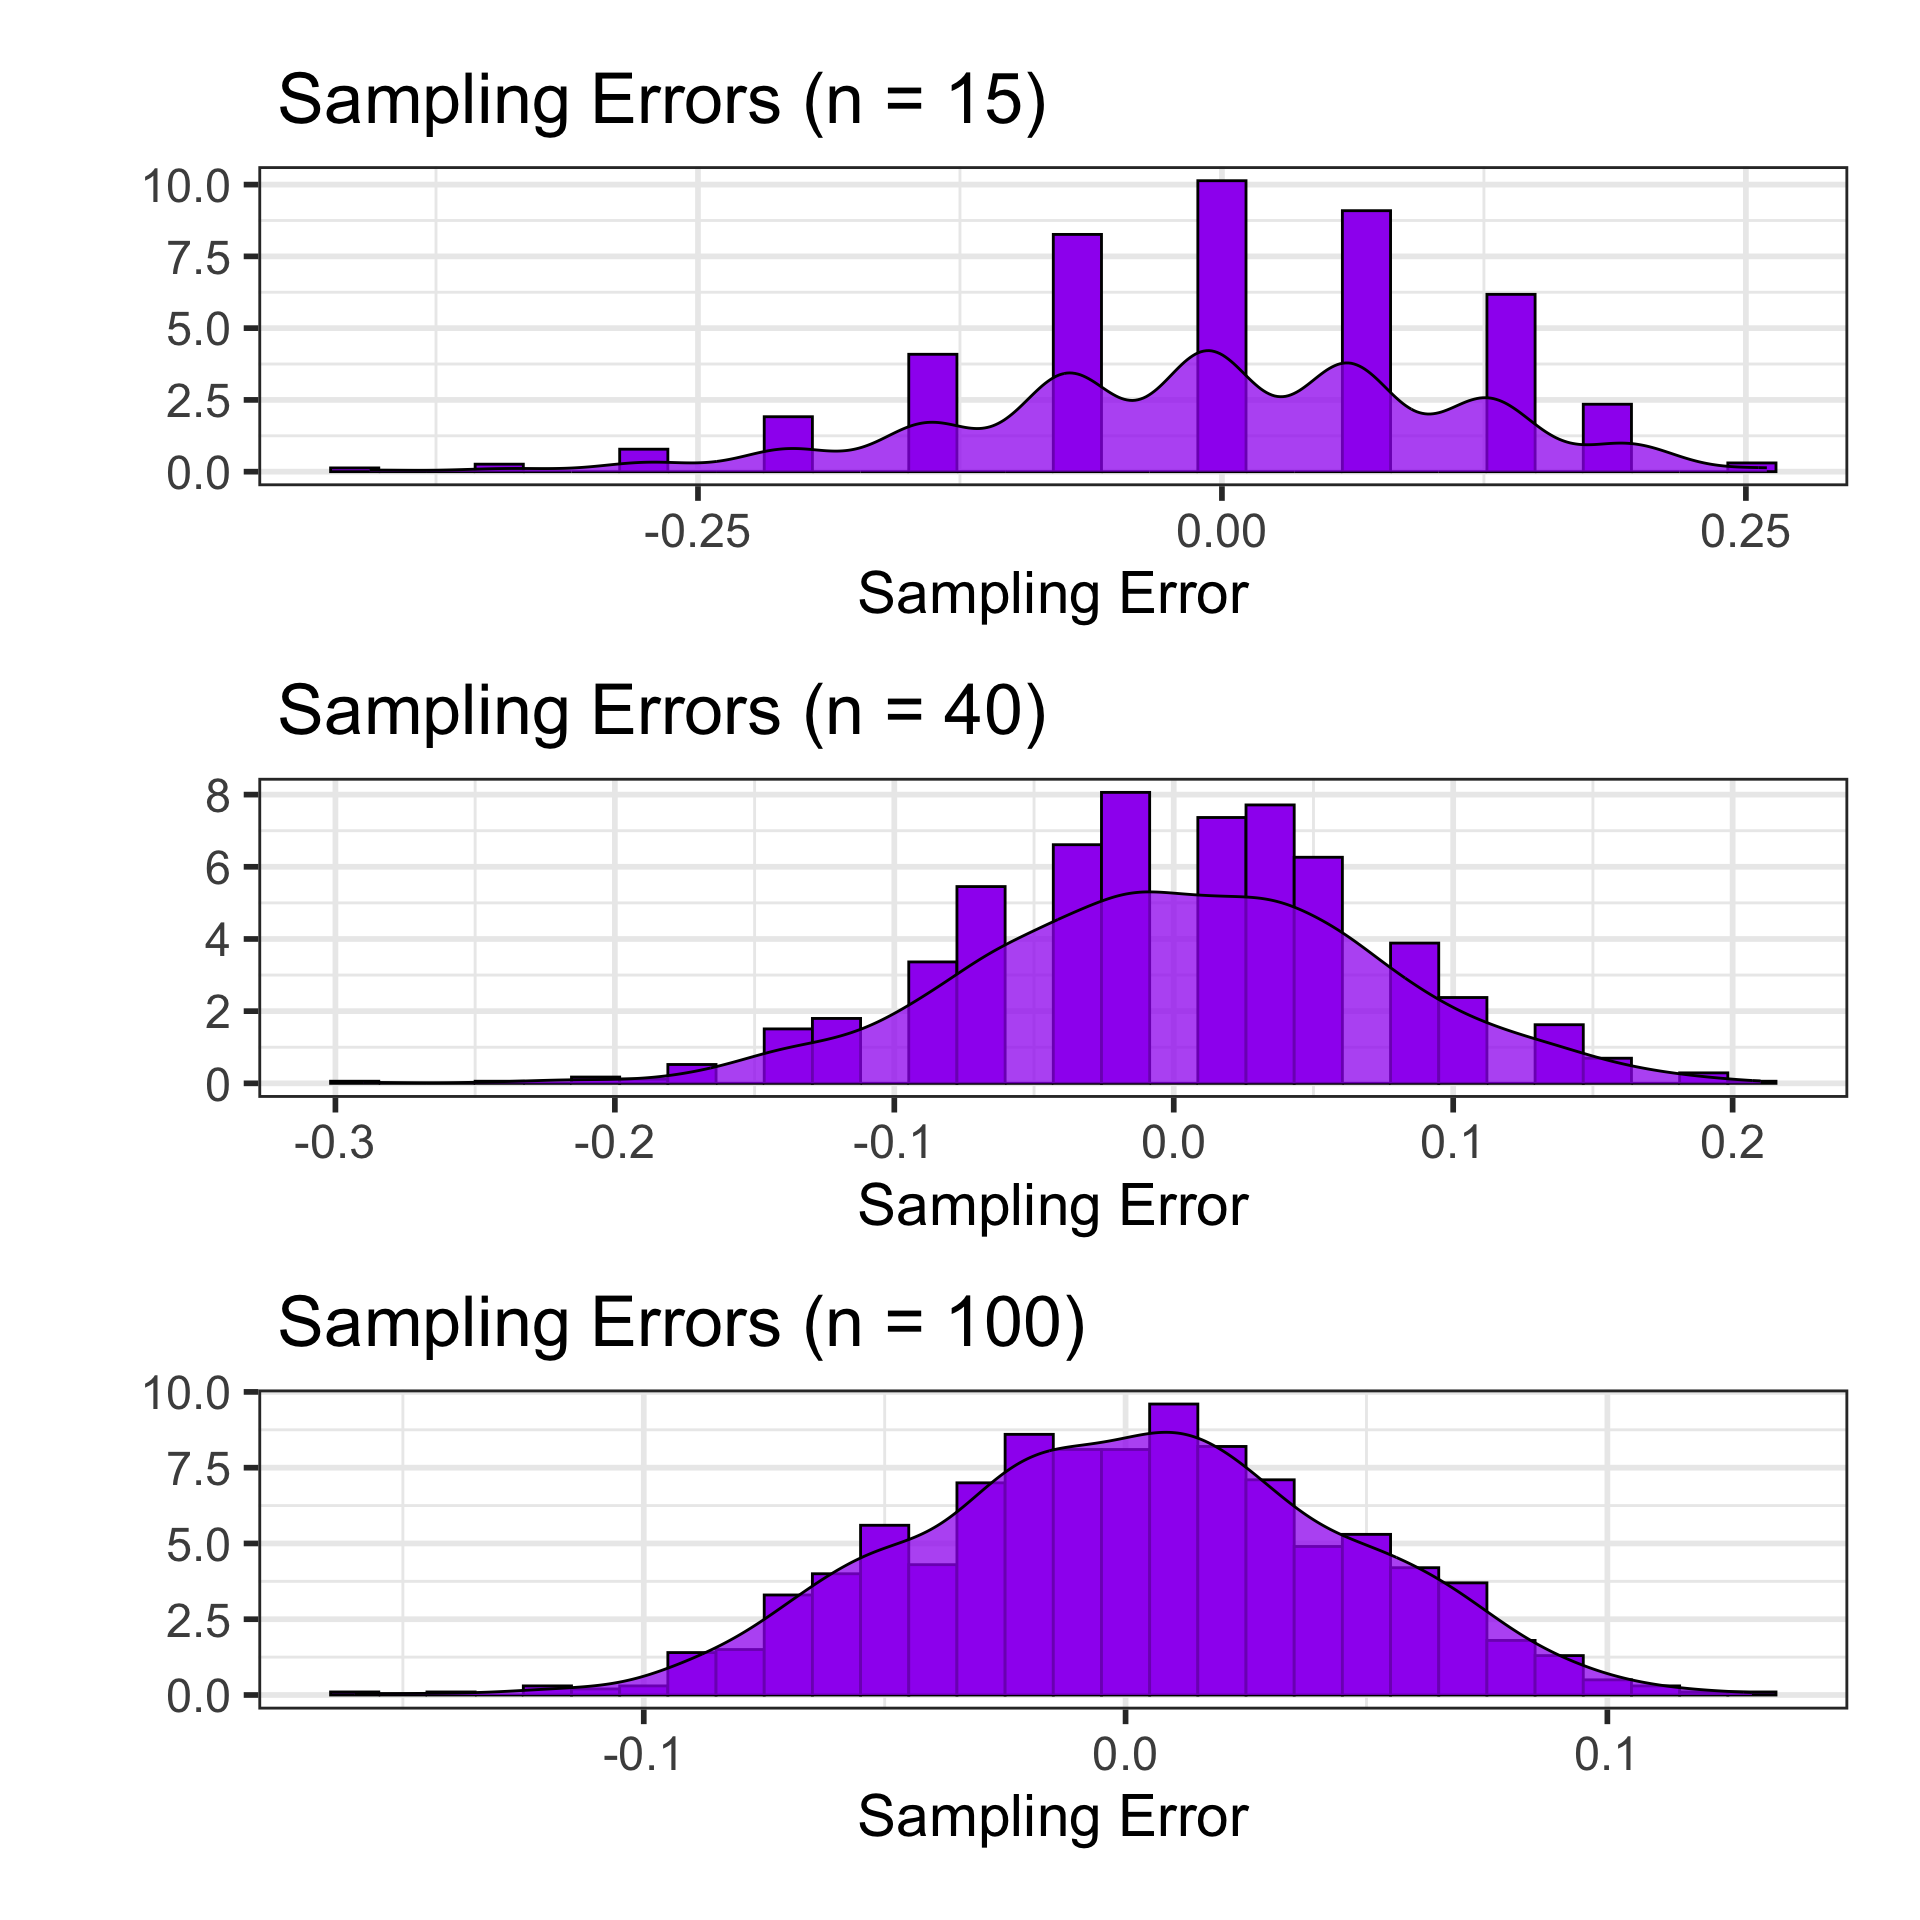 Sampling Errors (n = 15)
10.0
7.5
5.0
2.5
0.0
-0.25 0.00 0.25
Sampling Error
Sampling Errors (n = 40)
8
6
4
2
0
-0.3 -0.2 -0.1 0.0 0.1 0.2
Sampling Error
Sampling Errors (n = 100)
10.0
7.5
5.0
2.5
0.0
-0.1 0.0 0.1
Sampling Error